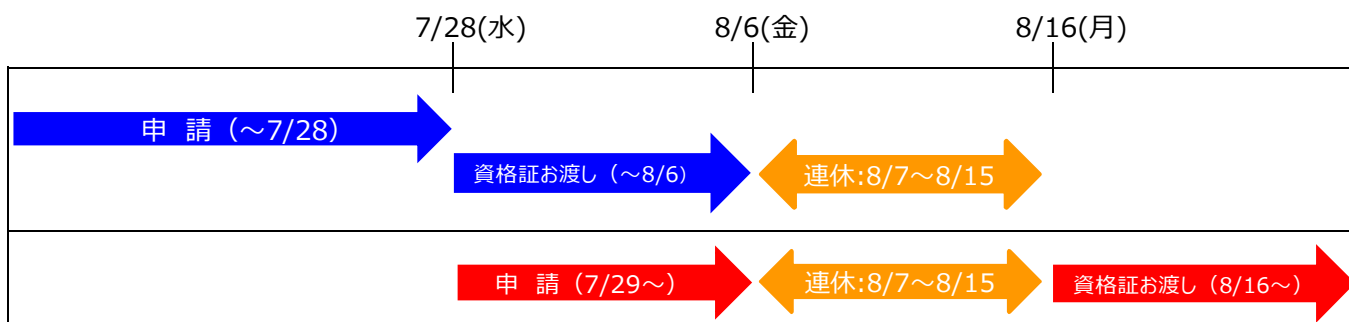 7/28(水) 8/6(金) 8/16(月)
申 請（～7/28）
資格証お渡し（～8/6） 連休:8/7～8/15
申 請（7/29～） 連休:8/7～8/15 資格証お渡し（8/16～）